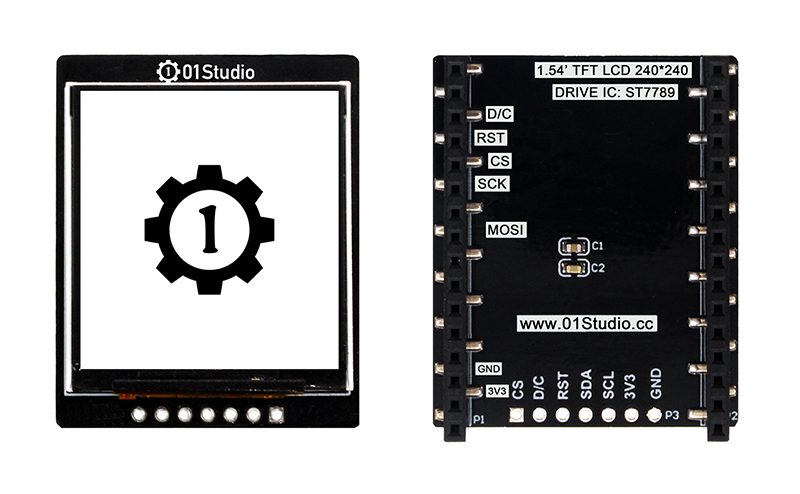 01Studio
1
1.54' TFT LCD 240*240
DRIVE IC: ST7789
D/C
RST
CS
SCK
MOSI
C1
C2
www.01Studio.cc
GND
3V3
CS
D/C
RST
SDA
SCL
3V3
GND
P1
P3
P2